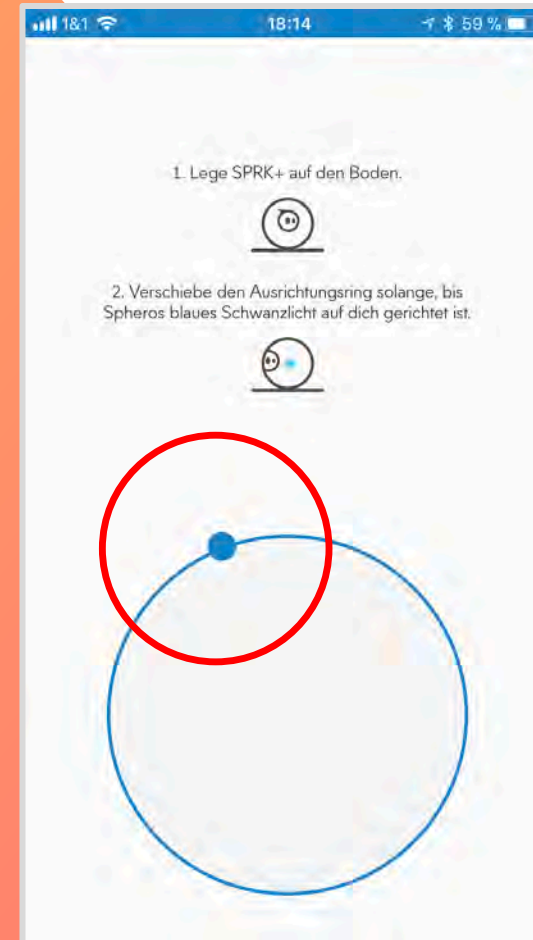 1&1 18:14 59 %
1. Lege SPRK+ auf den Boden.
2. Verschiebe den Ausrichtungsring solange, bis
Spheros blaues Schwanzlicht auf dich gerichtet ist.